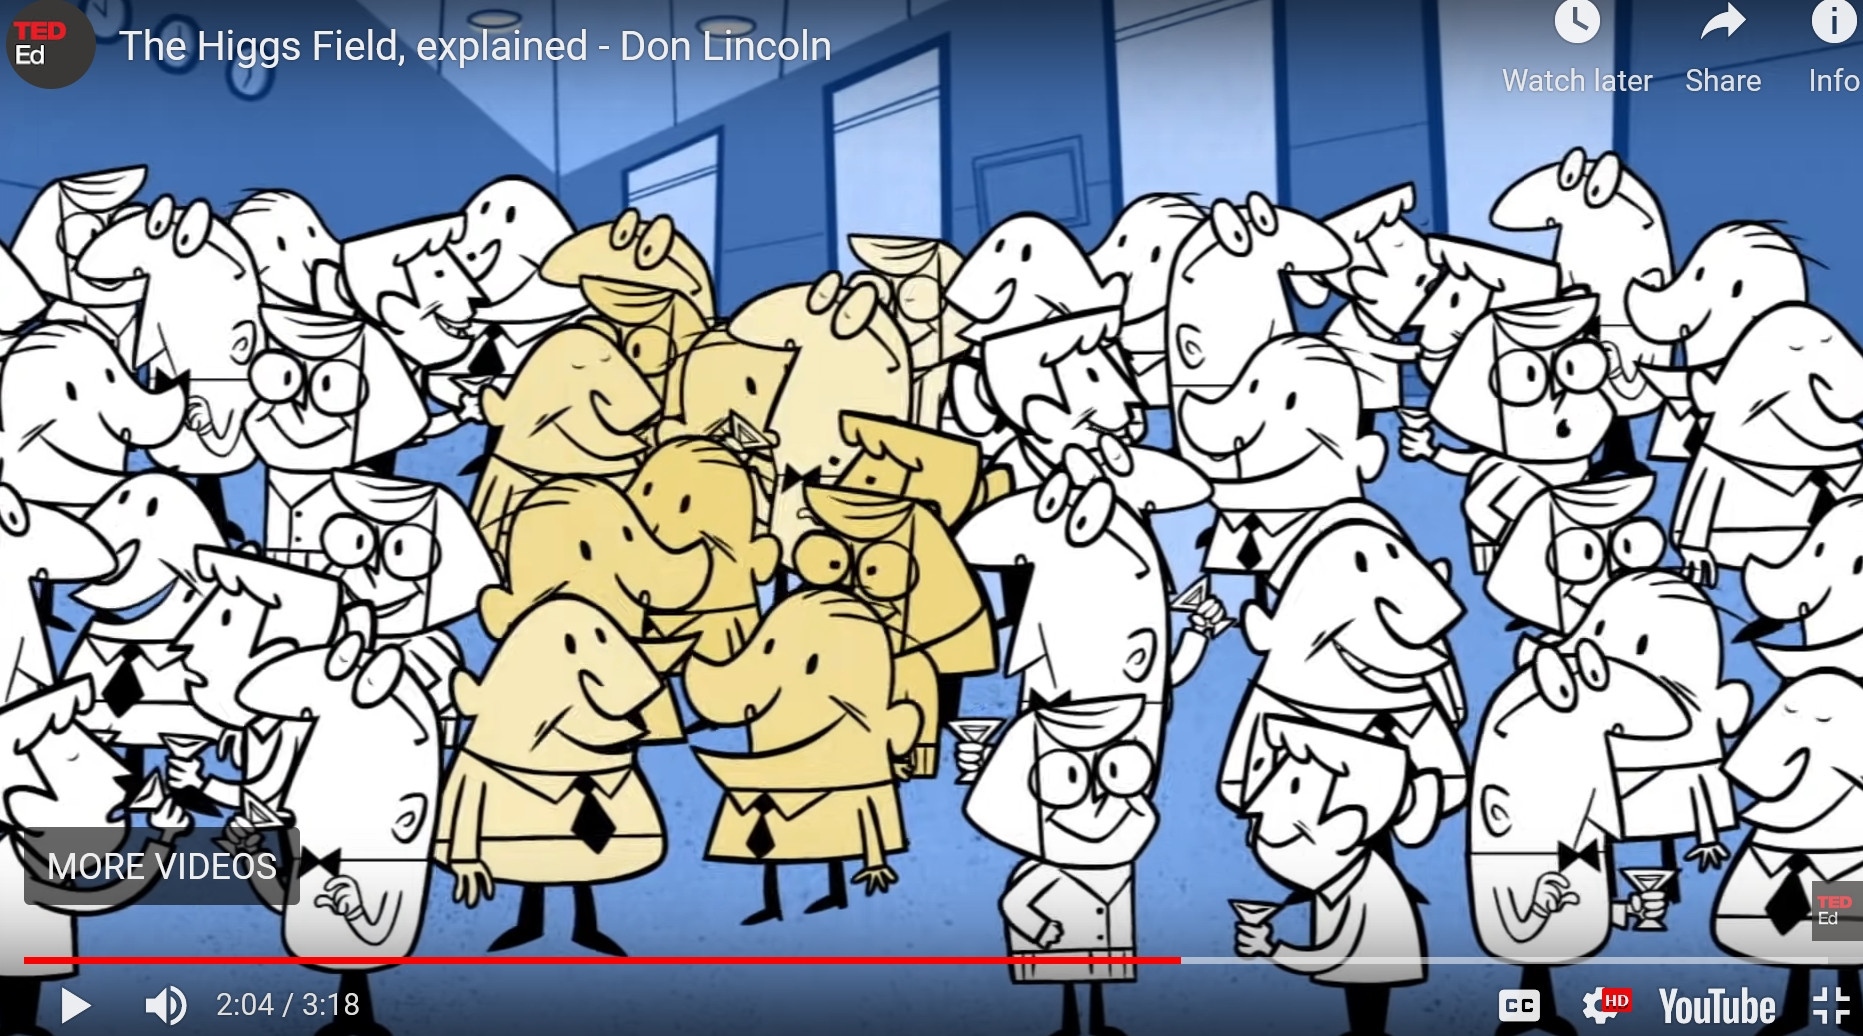 TED
Ed
The Higgs Field, explained - Don Lincoln
Watch later
Share
Info
MORE VIDEOS
TED
Ed
2:04 / 3:18
CC
HD
YouTube